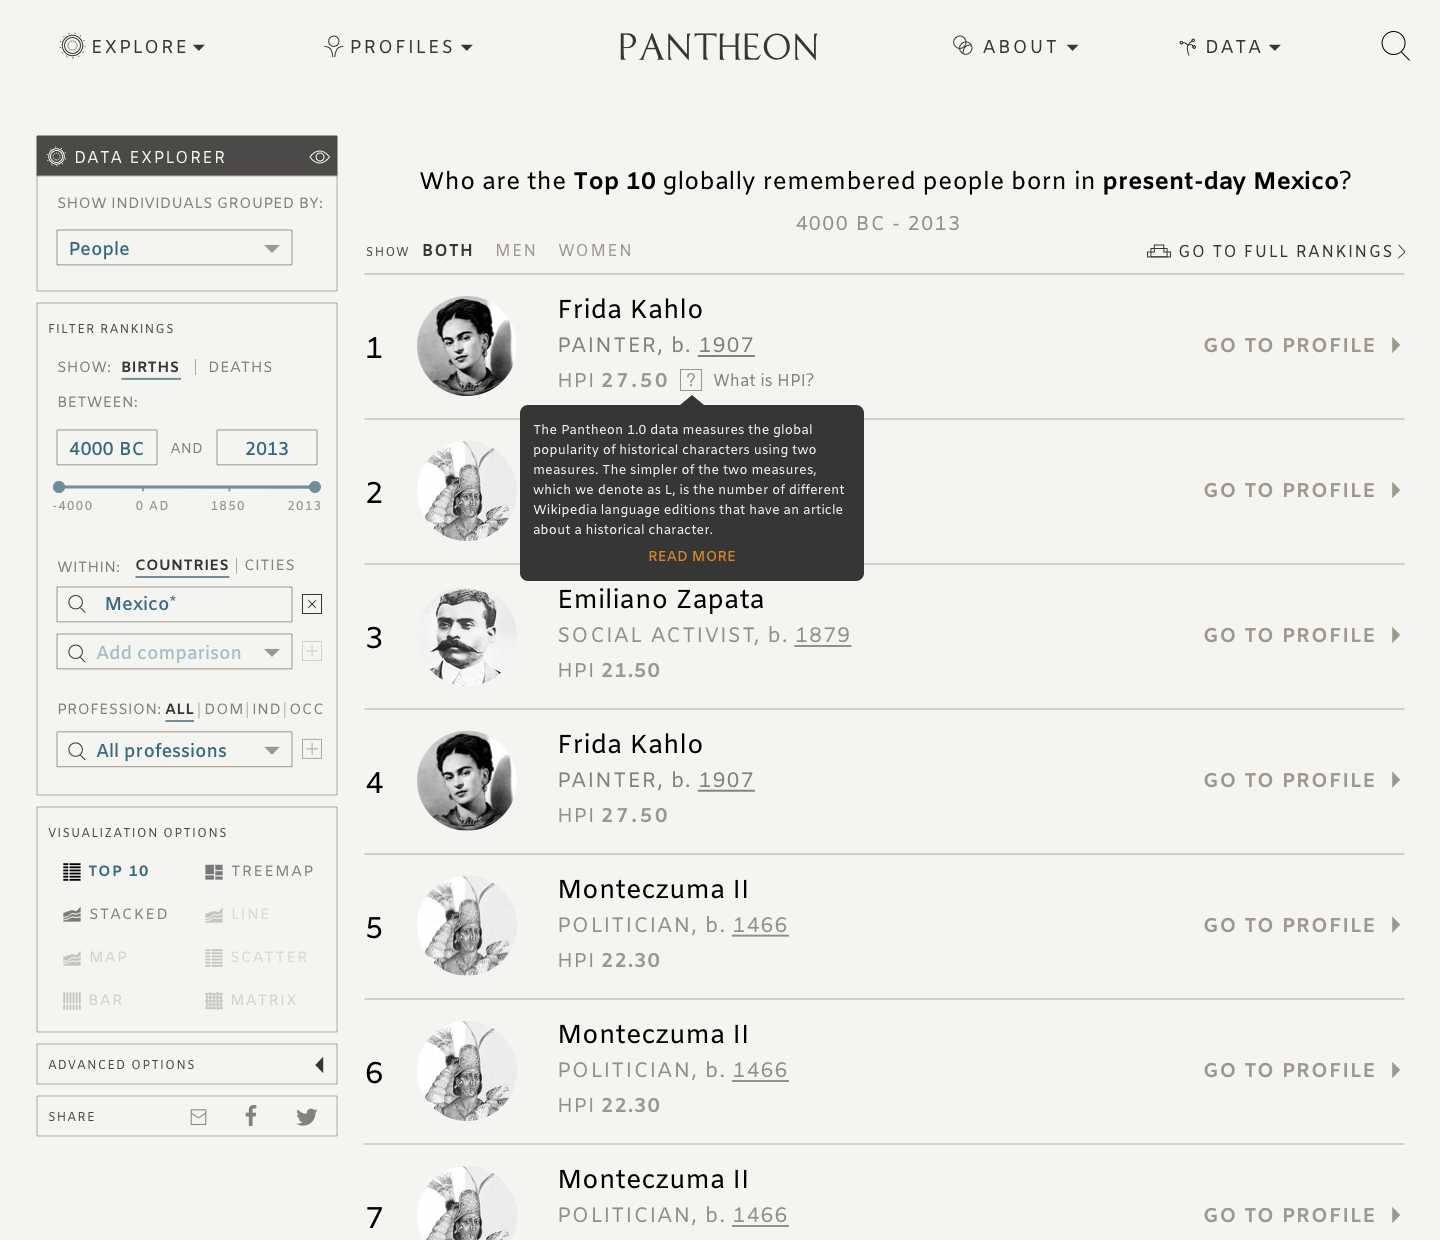 EXPLORE
PROFILES
PANTHEON
ABOUT
DATA
DATA EXPLORER
SHOW INDIVIDUALS GROUPED BY:
People
FILTER RANKINGS
SHOW: BIRTHS | DEATHS
BETWEEN:
4000 BC AND 2013
-4000 0 AD 1850 2013
WITHIN: COUNTRIES | CITIES
Mexico*
Add comparison
PROFESSION: ALL | DOM | IND | OCC
All professions
VISUALIZATION OPTIONS
TOP 10 TREEMAP
STACKED LINE
MAP SCATTER
BAR MATRIX
ADVANCED OPTIONS
SHARE
Who are the Top 10 globally remembered people born in present-day Mexico?
4000 BC - 2013
SHOW BOTH MEN WOMEN
GO TO FULL RANKINGS
1
Frida Kahlo
PAINTER, b. 1907
HPI 27.50 ? What is HPI?
GO TO PROFILE
The Pantheon 1.0 data measures the global
popularity of historical characters using two
measures. The simpler of the two measures,
which we denote as L, is the number of different
Wikipedia language editions that have an article
about a historical character.
READ MORE
2
GO TO PROFILE
3
Emiliano Zapata
SOCIAL ACTIVIST, b. 1879
HPI 21.50
GO TO PROFILE
4
Frida Kahlo
PAINTER, b. 1907
HPI 27.50
GO TO PROFILE
5
Monteczuma II
POLITICIAN, b. 1466
HPI 22.30
GO TO PROFILE
6
Monteczuma II
POLITICIAN, b. 1466
HPI 22.30
GO TO PROFILE
7
Monteczuma II
POLITICIAN, b. 1466
GO TO PROFILE